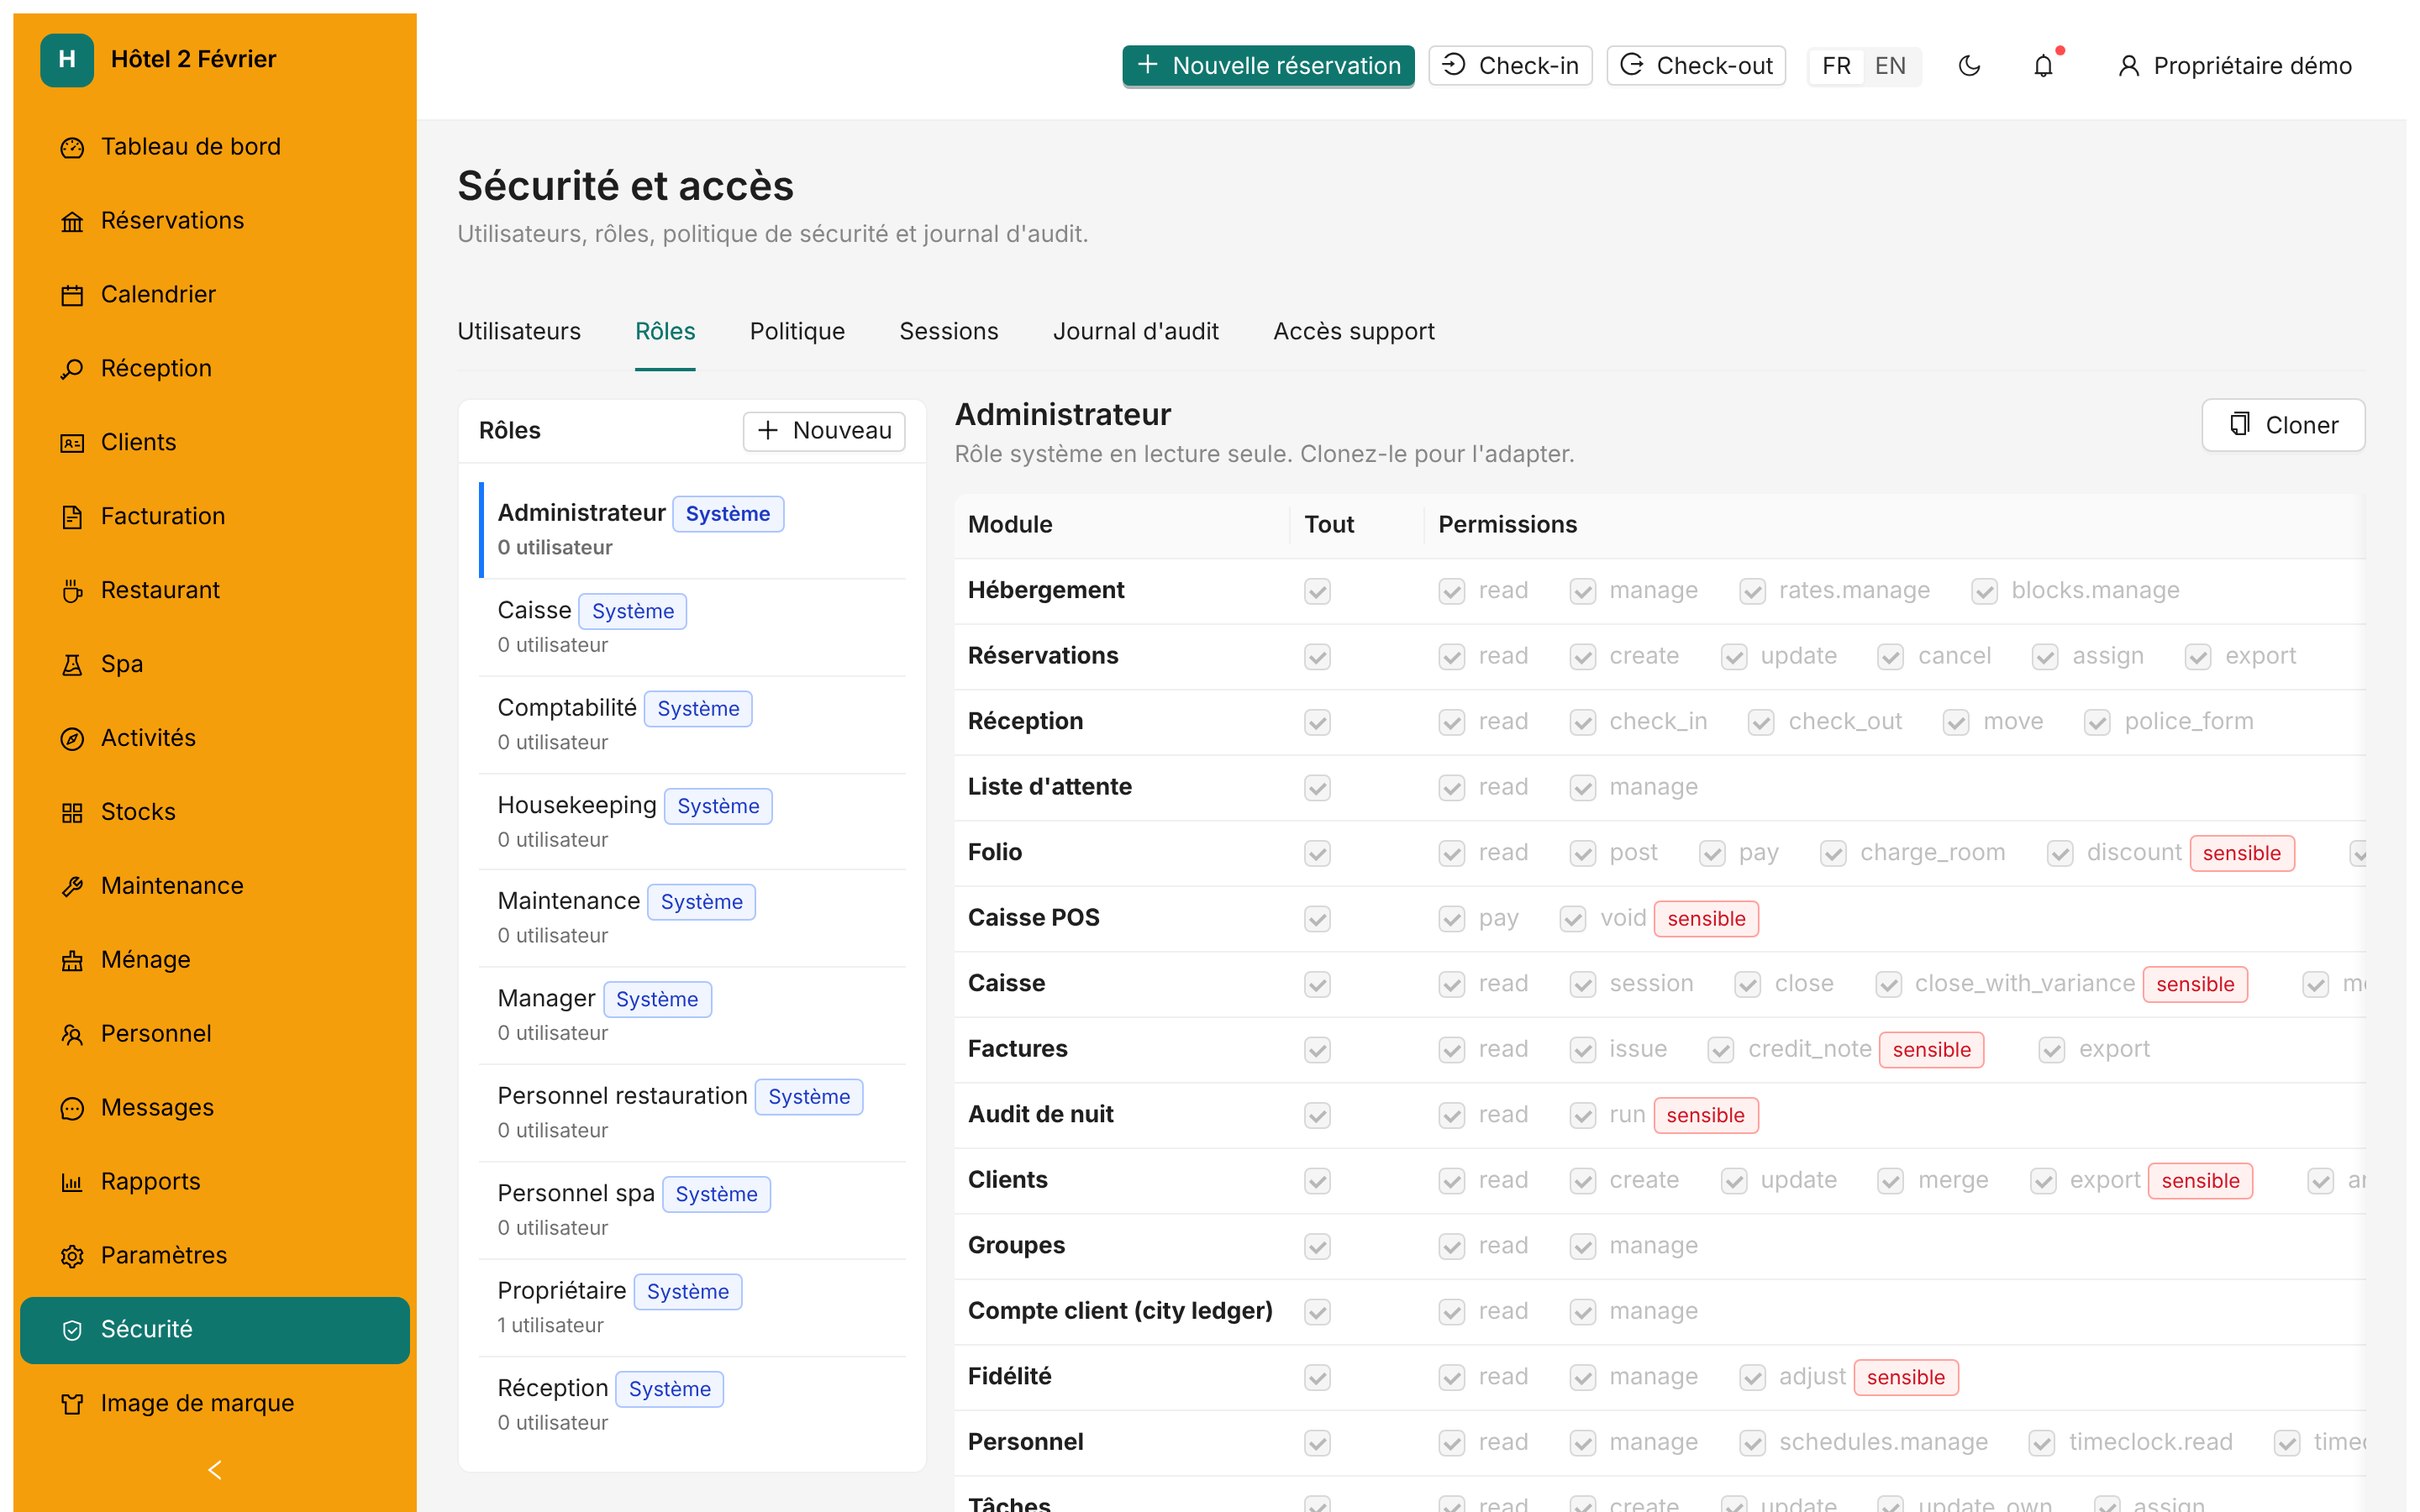 H Hôtel 2 Février
Nouvelle réservation Check-in Check-out FR EN Propriétaire démo
Tableau de bord
Réservations
Calendrier
Réception
Clients
Facturation
Restaurant
Spa
Activités
Stocks
Maintenance
Ménage
Personnel
Messages
Rapports
Paramètres
Sécurité
Image de marque
Sécurité et accès
Utilisateurs, rôles, politique de sécurité et journal d'audit.
Utilisateurs Rôles Politique Sessions Journal d'audit Accès support
Rôles Nouveau
Administrateur Système
0 utilisateur
Caisse Système
0 utilisateur
Comptabilité Système
0 utilisateur
Housekeeping Système
0 utilisateur
Maintenance Système
0 utilisateur
Manager Système
0 utilisateur
Personnel restauration Système
0 utilisateur
Personnel spa Système
0 utilisateur
Propriétaire Système
1 utilisateur
Réception Système
0 utilisateur
Administrateur
Rôle système en lecture seule. Clonez-le pour l'adapter.
Cloner
Module Tout Permissions
Hébergement read manage rates.manage blocks.manage
Réservations read create update cancel assign export
Réception read check_in check_out move police_form
Liste d'attente read manage
Folio read post pay charge_room discount sensible
Caisse POS pay void sensible
Caisse read session close close_with_variance sensible
Factures read issue credit_note sensible export
Audit de nuit read run sensible
Clients read create update merge export sensible
Groupes read manage
Compte client (city ledger) read manage
Fidélité read manage adjust sensible
Personnel read manage schedules.manage timeclock.read
Tâches read create update update_own assign